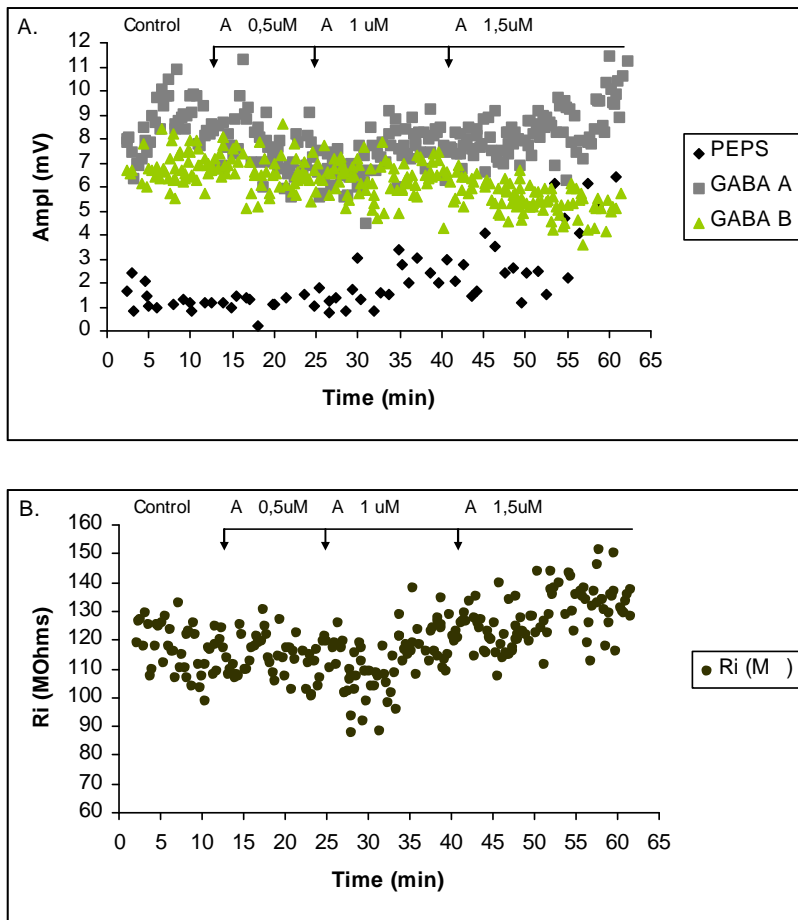 A.
Control A 0,5uM A 1 uM A 1,5uM
12
11
10
9
8
7
6
5
4
3
2
1
0
Ampl (mV)
0 5 10 15 20 25 30 35 40 45 50 55 60 65
Time (min)
PEPS
GABA A
GABA B
B.
Control A 0,5uM A 1 uM A 1,5uM
160
150
140
130
120
110
100
90
80
70
60
Ri (MOhms)
0 5 10 15 20 25 30 35 40 45 50 55 60 65
Time (min)
Ri (M )